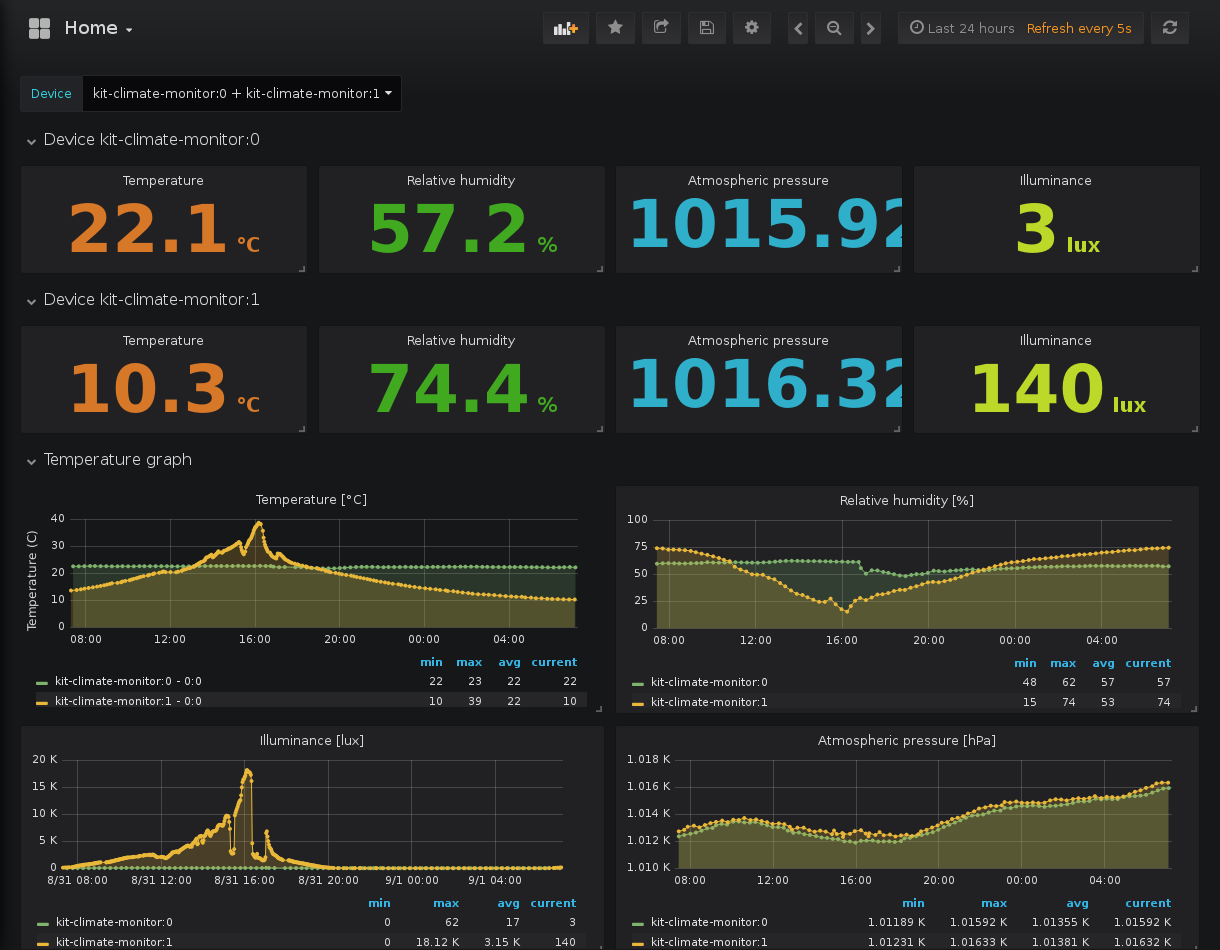 Home
Last 24 hours Refresh every 5s
Device kit-climate-monitor:0 + kit-climate-monitor:1
Device kit-climate-monitor:0
Temperature Relative humidity Atmospheric pressure Illuminance
22.1 °C 57.2 % 1015.92 3 lux
Device kit-climate-monitor:1
Temperature Relative humidity Atmospheric pressure Illuminance
10.3 °C 74.4 % 1016.32 140 lux
Temperature graph
Temperature [°C]
Temperature (C)
40
30
20
10
0
08:00 12:00 16:00 20:00 00:00 04:00
min max avg current
kit-climate-monitor:0 - 0:0 22 23 22 22
kit-climate-monitor:1 - 0:0 10 39 22 10
Relative humidity [%]
100
75
50
25
0
08:00 12:00 16:00 20:00 00:00 04:00
min max avg current
kit-climate-monitor:0 48 62 57 57
kit-climate-monitor:1 15 74 53 74
Illuminance [lux]
20 K
15 K
10 K
5 K
0
8/31 08:00 8/31 12:00 8/31 16:00 8/31 20:00 9/1 00:00 9/1 04:00
min max avg current
kit-climate-monitor:0 0 62 17 3
kit-climate-monitor:1 0 18.12 K 3.15 K 140
Atmospheric pressure [hPa]
1.018 K
1.016 K
1.014 K
1.012 K
1.010 K
08:00 12:00 16:00 20:00 00:00 04:00
min max avg current
kit-climate-monitor:0 1.01189 K 1.01592 K 1.01355 K 1.01592 K
kit-climate-monitor:1 1.01231 K 1.01633 K 1.01381 K 1.01632 K